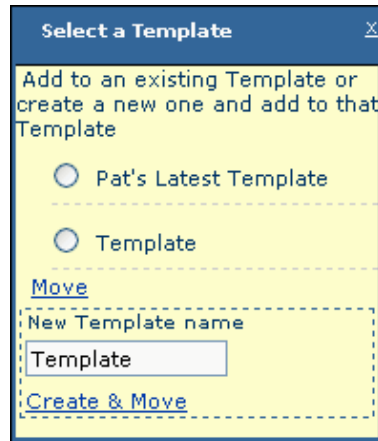 Select a Template X
Add to an existing Template or
create a new one and add to that
Template
Pat's Latest Template
Template
Move
New Template name
Template
Create & Move